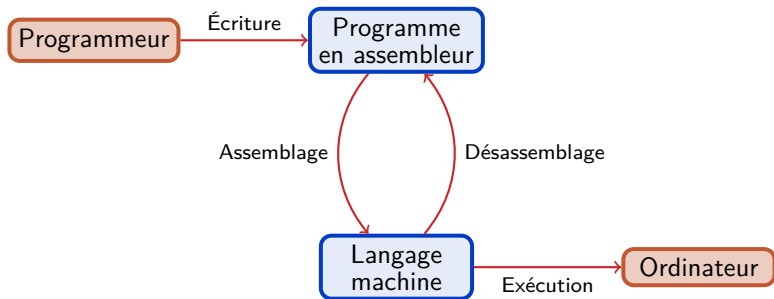 Programmeur
Écriture
Programme
en assembleur
Assemblage
Désassemblage
Langage
machine
Exécution
Ordinateur